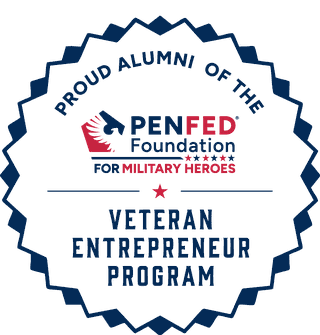 PROUD ALUMNI OF THE
PENFED®
Foundation
FOR MILITARY HEROES
VETERAN
ENTREPRENEUR
PROGRAM